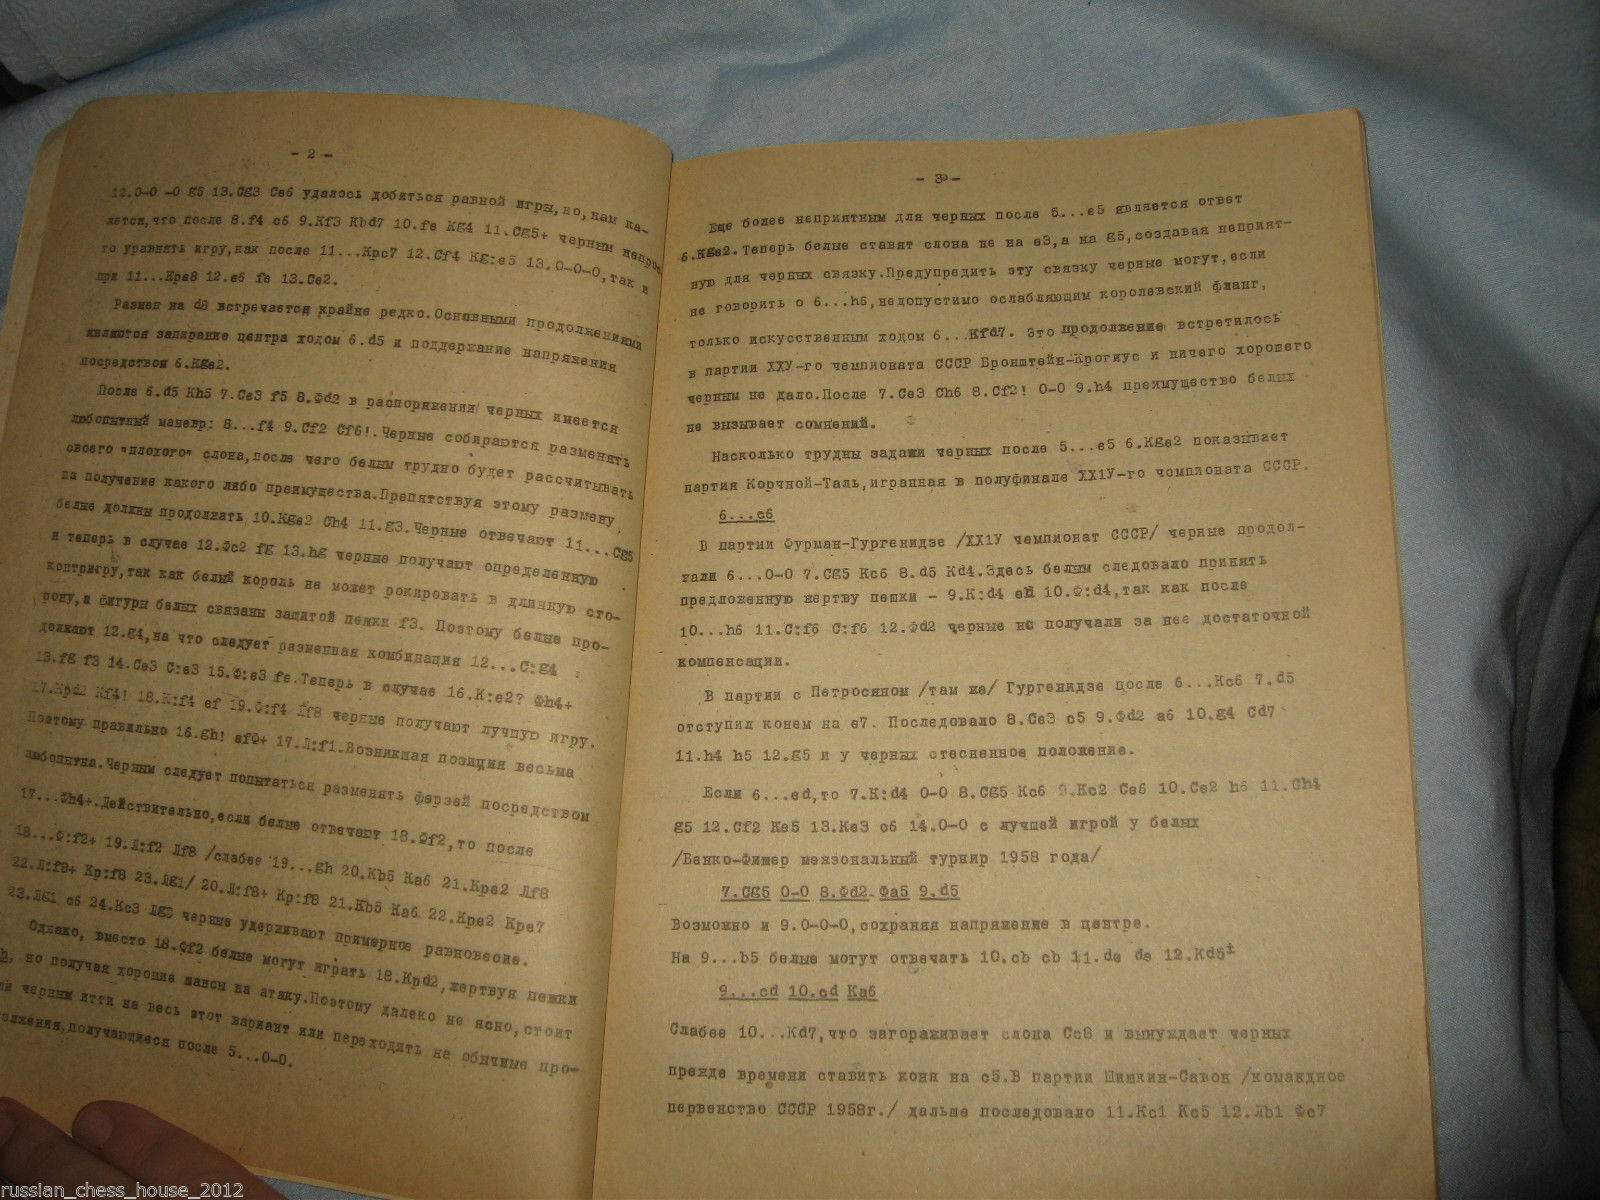 - 2 -
12.0-0 -0 g5 13.Cg3 Ce6 удалось добиться равной игры,но,нам ка-
жется,что после 8.f4 c6 9.Kf3 Kbd7 10.fe Kg4 11.Cg5+ черным непрос
то уравнять игру,как после 11...Kpc7 12.Cf4 Kg:e5 13.0-0-0,так и
при 11...Kpe8 12.e6 fe 13.Ce2.
Размен на d8 встречается крайне редко.Основными продолжениями
являются запирание центра ходом 6.d5 и поддержание напряжения
посредством 6.Kge2.
После 6.d5 Kh5 7.Ce3 f5 8.Фd2 в распоряжении черных имеется
любопытный маневр: 8...f4 9.Cf2 Cf6!.Черные собираются разменять
своего "плохого" слона,после чего белым трудно будет рассчитывать
на получение какого либо преимущества.Препятствуя этому размену,
белые должны продолжать 10.Kge2 Ch4 11.g3.Черные отвечают 11...Cg5
и теперь в случае 12.Фc2 fg 13.hg черные получают определенную
контригру,так как белый король не может рокировать в длинную сто-
рону,а фигуры белых связаны защитой пешки f3. Поэтому белые про-
должают 12.g4,на что следует разменная комбинация 12...C:g4
13.fg f3 14.Ce3 C:e3 15.Ф:e3 fe.Теперь в случае 16.K:e2? Фh4+
17.Kpd2 Kf4! 18.K:f4 ef 19.Ф:f4 Лf8 черные получают лучшую игру.
Поэтому правильно 16.gh! efФ+ 17.Л:f1.Возникшая позиция весьма
любопытна.Черным следует попытаться разменять ферзей посредством
17...Фh4+.Действительно,если белые отвечают 18.Фf2,то после
18...Ф:f2+ 19.Л:f2 Лf8 /слабее 19...gh 20.Kb5 Ka6 21.Kpe2 Лf8
22.Л:f8+ Kp:f8 23.Лg1/ 20.Л:f8+ Kp:f8 21.Kb5 Ka6 22.Kpe2 Kpe7
23.Лg1 c6 24.Kc3 Лg8 черные удерживают примерное равновесие.
Однако, вместо 18.Фf2 белые могут играть 18.Kpd2,жертвуя пешки
h, но получая хорошие шансы на атаку.Поэтому далеко не ясно,стоит
черным итти на весь этот вариант или переходить на обычные про-
должения,получающиеся после 5...0-0.
- 3 -
Еще более неприятным для черных после 5...e5 является ответ
6.Kge2.Теперь белые ставят слона не на e3,а на g5,создавая неприят-
ную для черных связку.Предупредить эту связку черные могут,если
не говорить о 6...h6,недопустимо ослабляющим королевский фланг,
только искусственным ходом 6...Kfd7. Это продолжение встретилось
в партии XXУ-го чемпионата СССР Бронштейн-Крогиус и ничего хорошего
черным не дало.После 7.Ce3 Ch6 8.Cf2! 0-0 9.h4 преимущество белых
не вызывает сомнений.
Насколько трудны задачи черных после 5...e5 6.Kge2 показывает
партия Корчной-Таль,игранная в полуфинале XX1У-го чемпионата СССР.
6...c6
В партии Фурман-Гургенидзе /XX1У чемпионат СССР/ черные продол-
жали 6...0-0 7.Cg5 Kc6 8.d5 Kd4.Здесь белым следовало принять
предложенную жертву пешки - 9.K:d4 ed 10.Ф:d4,так как после
10...h6 11.C:f6 C:f6 12.Фd2 черные не получали за нее достаточной
компенсации.
В партии с Петросяном /там же/ Гургенидзе после 6...Kc6 7.d5
отступил конем на e7. Последовало 8.Ce3 c5 9.Фd2 a6 10.g4 Cd7
11.h4 h5 12.g5 и у черных стесненное положение.
Если 6...ed,то 7.K:d4 0-0 8.Cg5 Kc6 9.Kc2 Ce6 10.Ce2 h6 11.Ch4
g5 12.Cf2 Ke5 13.Ke3 c6 14.0-0 с лучшей игрой у белых
/Бенко-Фишер межзональный турнир 1958 года/
7.Cg5 0-0 8.Фd2 Фa5 9.d5
Возможно и 9.0-0-0,сохраняя напряжение в центре.
На 9...b5 белые могут отвечать 10.cb cb 11.de de 12.Kd5±
9...cd 10.cd Ka6
Слабее 10...Kd7,что загораживает слона Cc8 и вынуждает черных
прежде времени ставить коня на c5.В партии Шишкин-Савон /командное
первенство СССР 1958г./ дальше последовало 11.Kc1 Kc5 12.Лb1 Фc7
russian_chess_house_2012